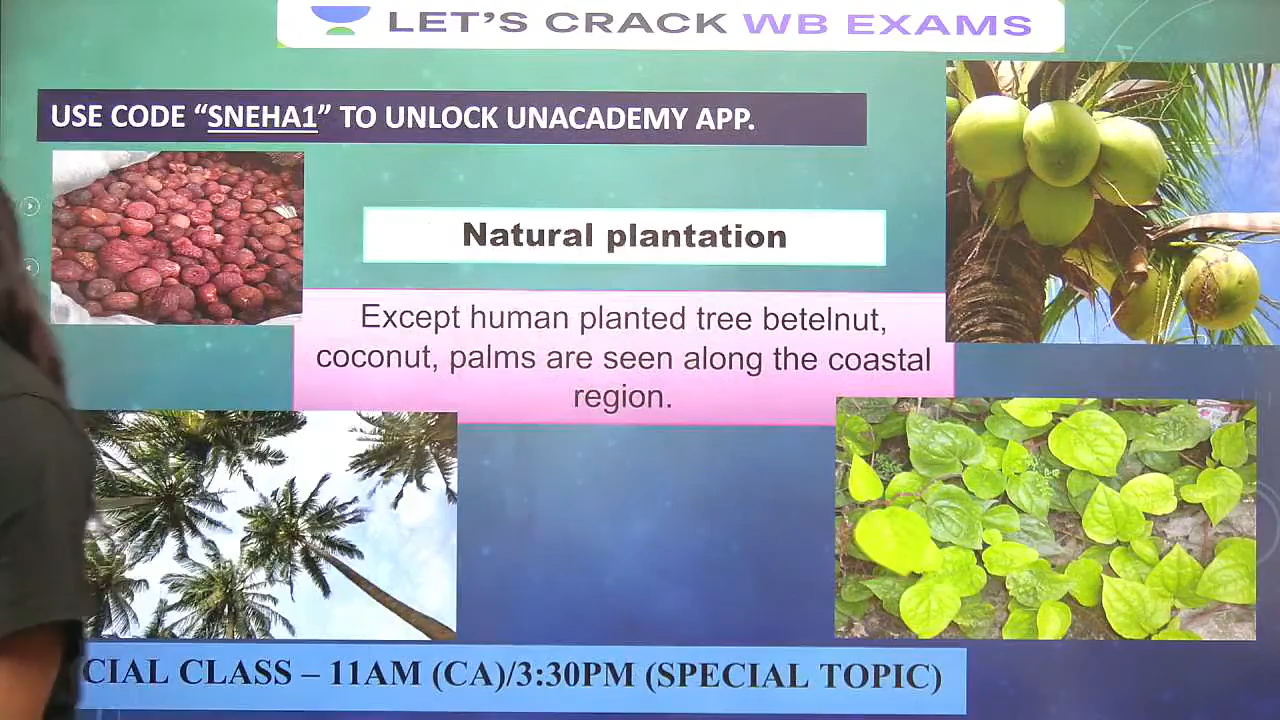 LET'S CRACK WB EXAMS
USE CODE “SNEHA1” TO UNLOCK UNACADEMY APP.
Natural plantation
Except human planted tree betelnut,
coconut, palms are seen along the coastal
region.
CIAL CLASS – 11AM (CA)/3:30PM (SPECIAL TOPIC)